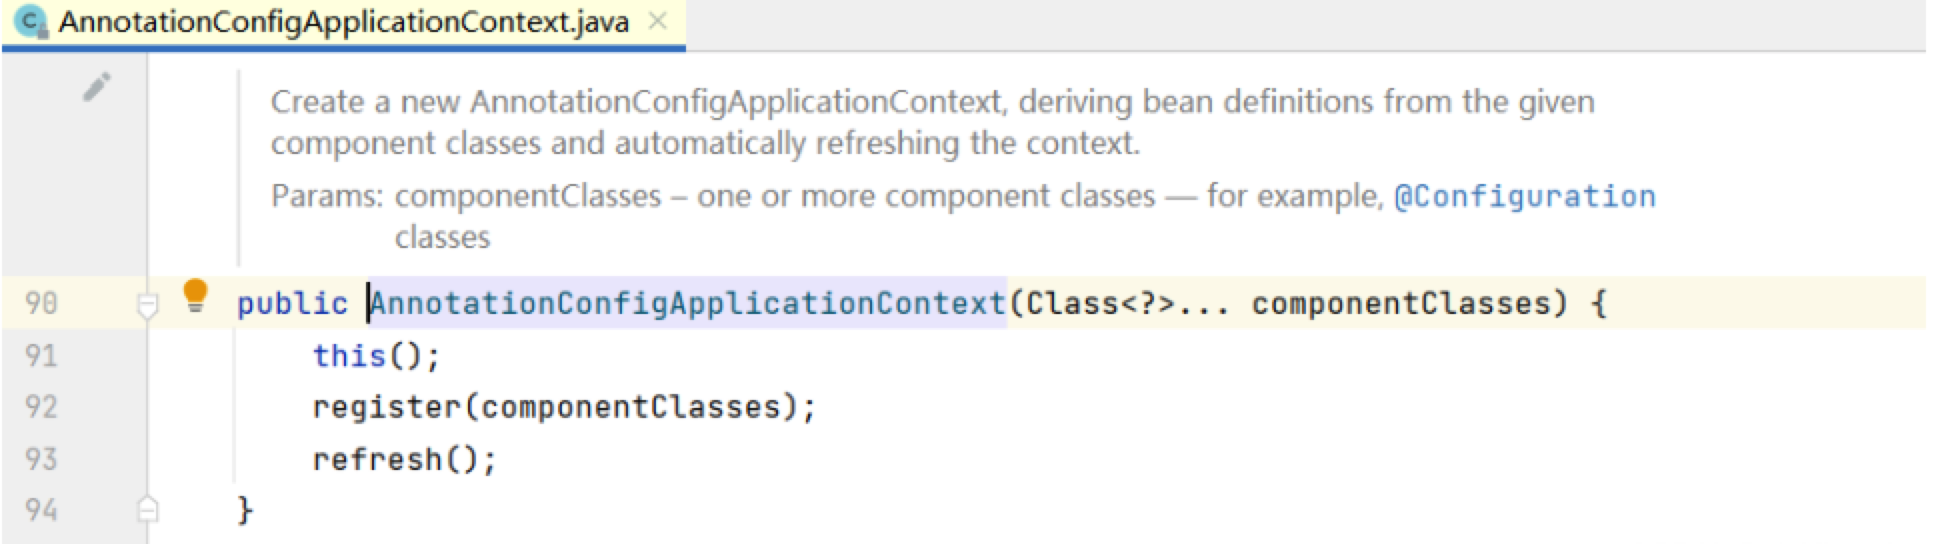 AnnotationConfigApplicationContext.java
Create a new AnnotationConfigApplicationContext, deriving bean definitions from the given
component classes and automatically refreshing the context.
Params: componentClasses – one or more component classes — for example, @Configuration
classes
90 public AnnotationConfigApplicationContext(Class<?>... componentClasses) {
91 this();
92 register(componentClasses);
93 refresh();
94 }